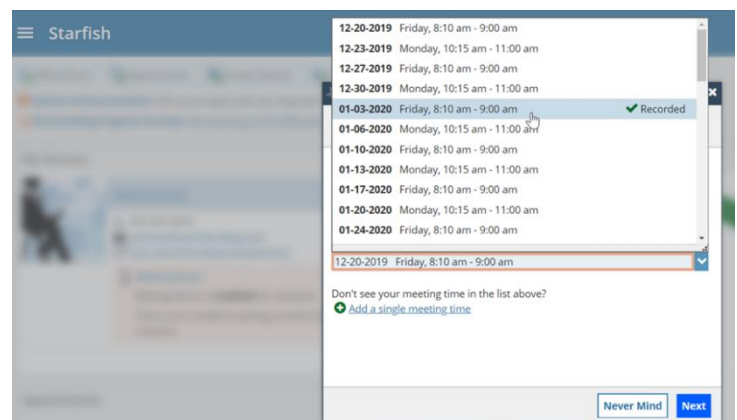 Starfish
12-20-2019 Friday, 8:10 am - 9:00 am
12-23-2019 Monday, 10:15 am - 11:00 am
12-27-2019 Friday, 8:10 am - 9:00 am
12-30-2019 Monday, 10:15 am - 11:00 am
01-03-2020 Friday, 8:10 am - 9:00 am Recorded
01-06-2020 Monday, 10:15 am - 11:00 am
01-10-2020 Friday, 8:10 am - 9:00 am
01-13-2020 Monday, 10:15 am - 11:00 am
01-17-2020 Friday, 8:10 am - 9:00 am
01-20-2020 Monday, 10:15 am - 11:00 am
01-24-2020 Friday, 8:10 am - 9:00 am
12-20-2019 Friday, 8:10 am - 9:00 am
Don't see your meeting time in the list above?
Add a single meeting time
Never Mind Next